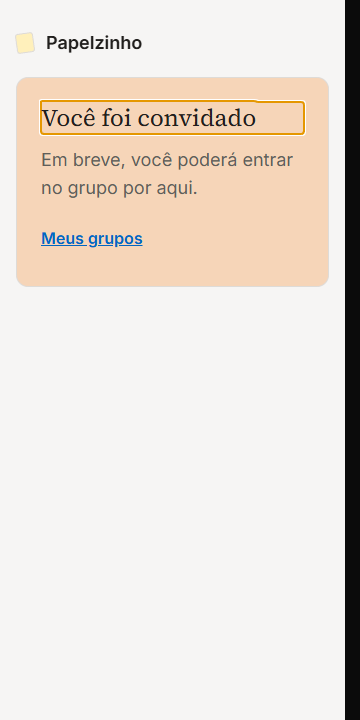 Papelzinho
Você foi convidado
Em breve, você poderá entrar
no grupo por aqui.
Meus grupos